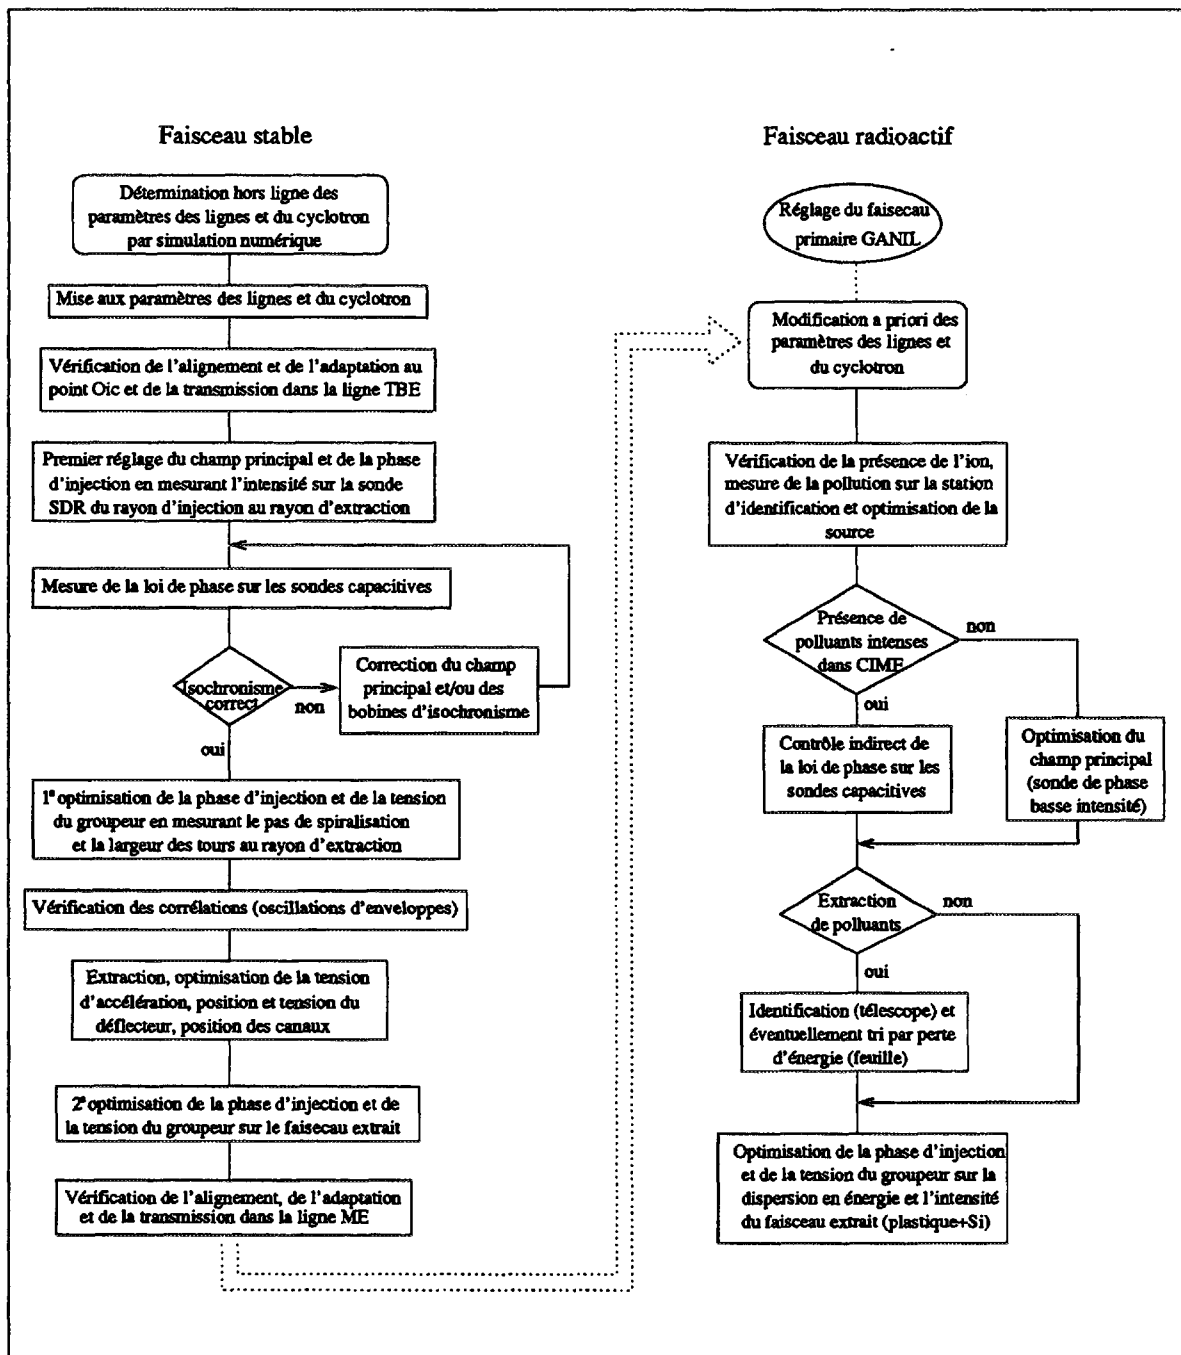 Faisceau stable
Détermination hors ligne des
paramètres des lignes et du cyclotron
par simulation numérique
Mise aux paramètres des lignes et du cyclotron
Vérification de l'alignement et de l'adaptation au
point Oic et de la transmission dans la ligne TBE
Premier réglage du champ principal et de la phase
d'injection en mesurant l'intensité sur la sonde
SDR du rayon d'injection au rayon d'extraction
Mesure de la loi de phase sur les sondes capacitives
Isochronisme
correct
non
Correction du champ
principal et/ou des
bobines d'isochronisme
oui
1e optimisation de la phase d'injection et de la tension
du groupeur en mesurant le pas de spiralisation
et la largeur des tours au rayon d'extraction
Vérification des corrélations (oscillations d'enveloppes)
Extraction, optimisation de la tension
d'accélération, position et tension du
déflecteur, position des canaux
2e optimisation de la phase d'injection et de
la tension du groupeur sur le faisecau extrait
Vérification de l'alignement, de l'adaptation
et de la transmission dans la ligne ME
Faisceau radioactif
Réglage du faisecau
primaire GANIL
Modification a priori des
paramètres des lignes et
du cyclotron
Vérification de la présence de l'ion,
mesure de la pollution sur la station
d'identification et optimisation de la
source
Présence de
polluants intenses
dans CIME
non
oui
Contrôle indirect de
la loi de phase sur les
sondes capacitives
Optimisation du
champ principal
(sonde de phase
basse intensité)
Extraction
de polluants
non
oui
Identification (télescope) et
éventuellement tri par perte
d'énergie (feuille)
Optimisation de la phase d'injection
et de la tension du groupeur sur la
dispersion en énergie et l'intensité
du faisceau extrait (plastique+Si)